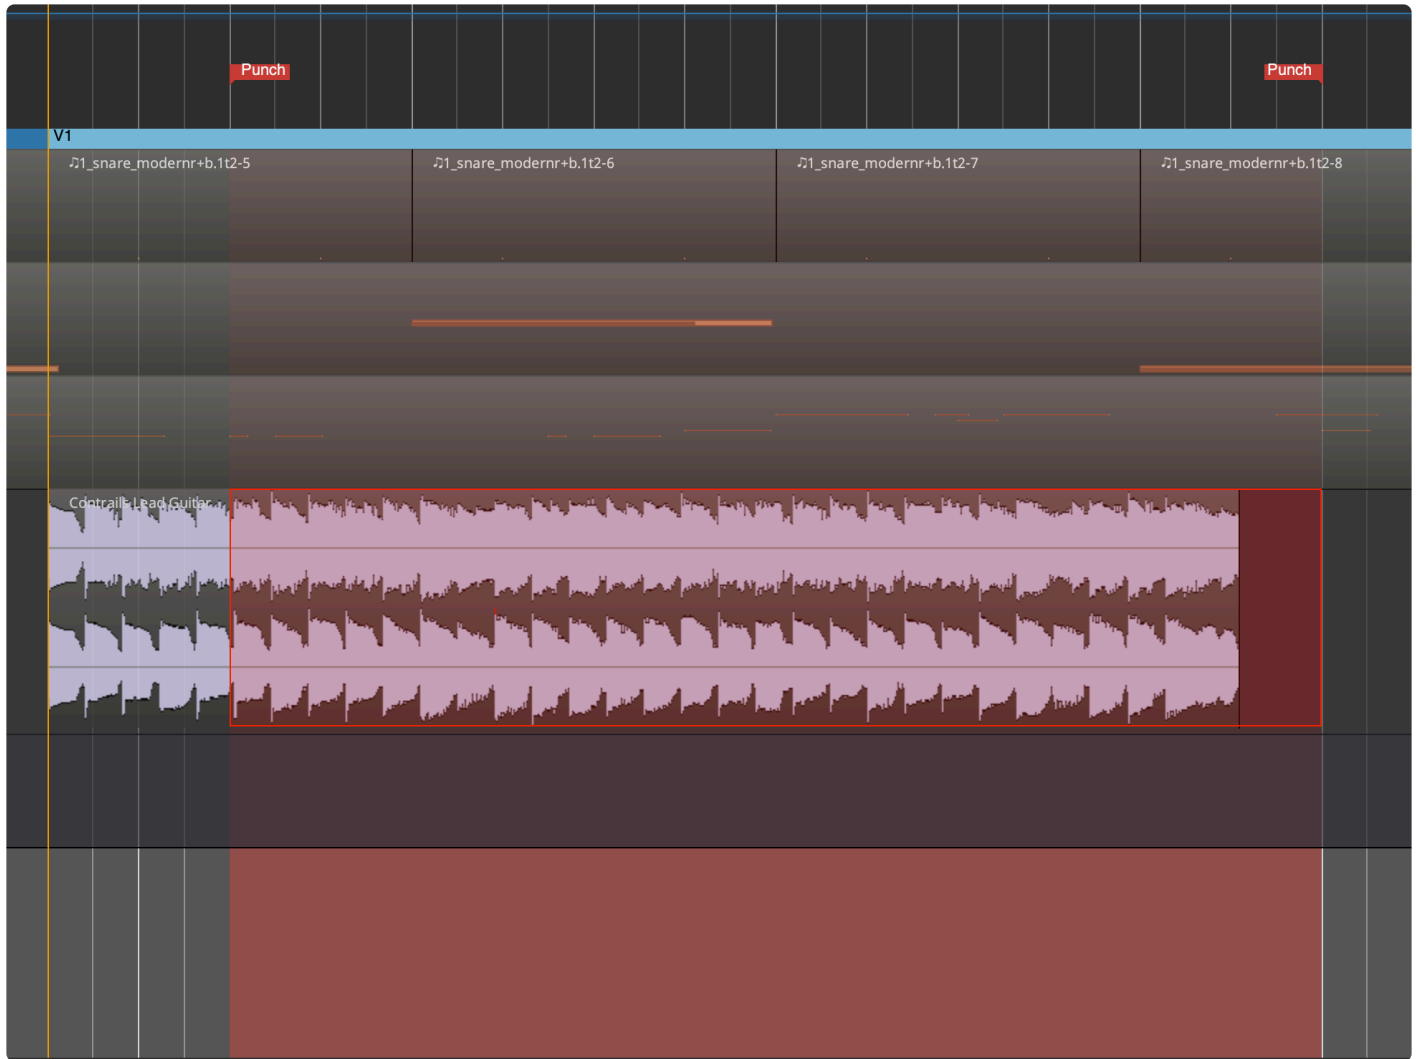 Punch
Punch
V1
♫1_snare_modernr+b.1t2-5
♫1_snare_modernr+b.1t2-6
♫1_snare_modernr+b.1t2-7
♫1_snare_modernr+b.1t2-8
Contrails Lead Guitar